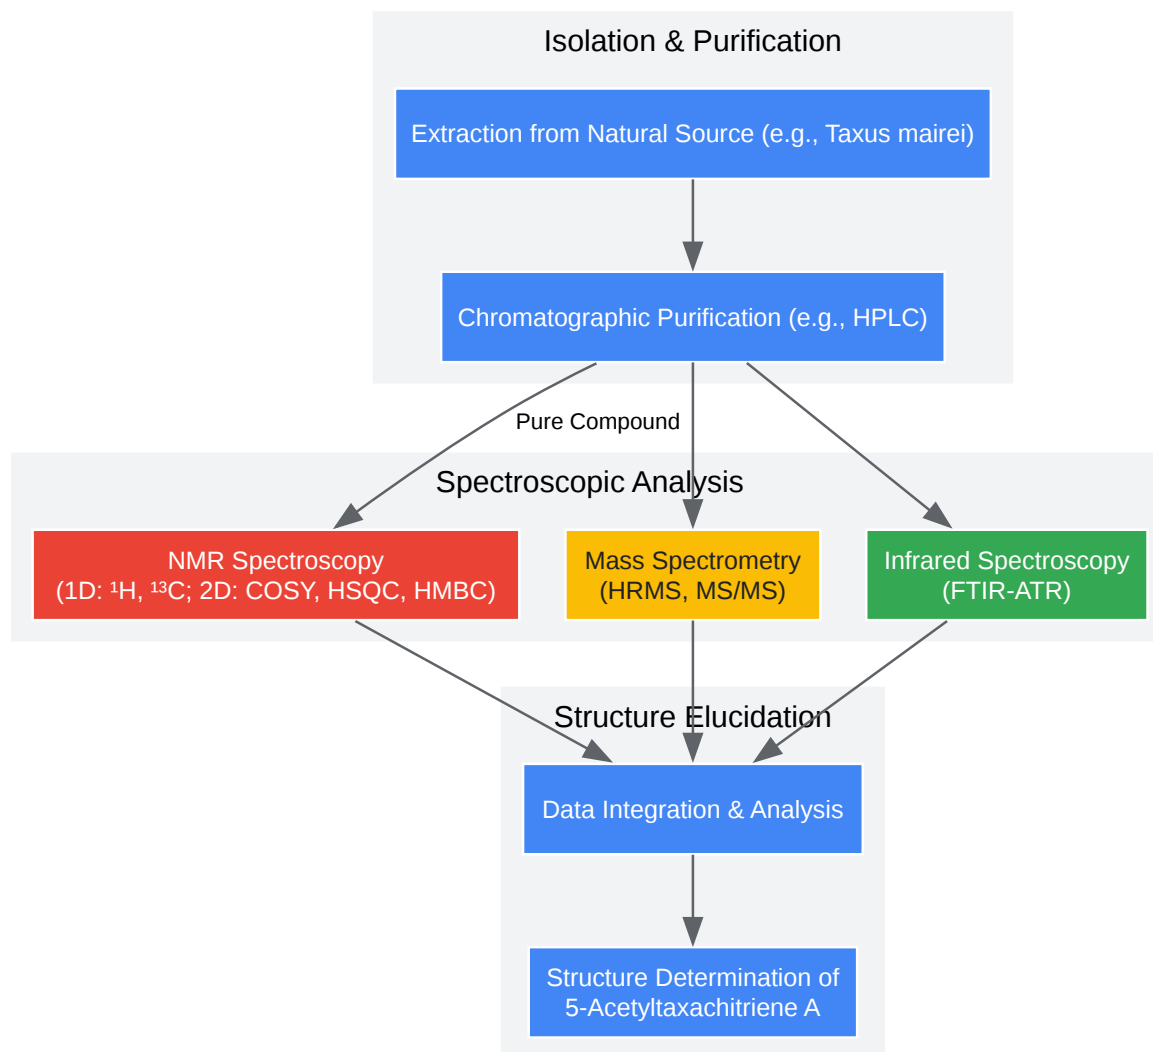 Isolation & Purification
Extraction from Natural Source (e.g., Taxus mairei)
Chromatographic Purification (e.g., HPLC)
Pure Compound
Spectroscopic Analysis
NMR Spectroscopy
(1D: ¹H, ¹³C; 2D: COSY, HSQC, HMBC)
Mass Spectrometry
(HRMS, MS/MS)
Infrared Spectroscopy
(FTIR-ATR)
Structure Elucidation
Data Integration & Analysis
Structure Determination of
5-Acetyltaxachitriene A